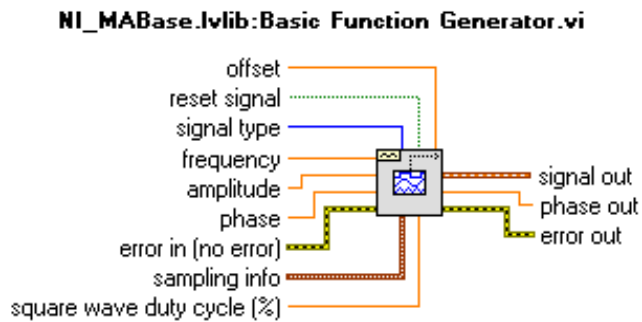 NI_MABase.lvlib:Basic Function Generator.vi
offset
reset signal
signal type
frequency
amplitude
phase
error in (no error)
sampling info
square wave duty cycle (%)
signal out
phase out
error out